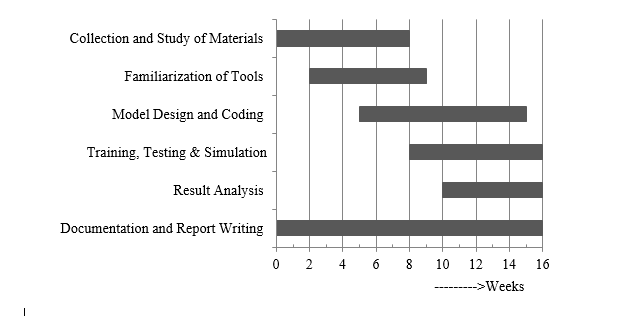 Collection and Study of Materials
Familiarization of Tools
Model Design and Coding
Training, Testing & Simulation
Result Analysis
Documentation and Report Writing
0 2 4 6 8 10 12 14 16
--------->Weeks